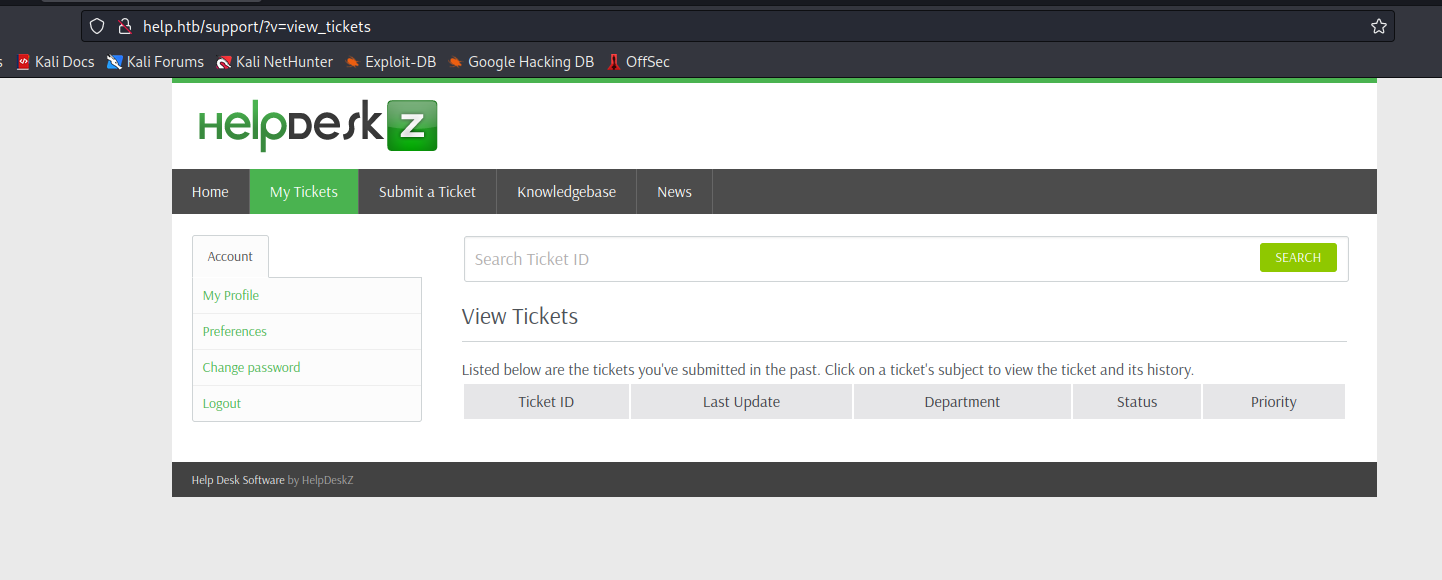 help.htb/support/?v=view_tickets
s Kali Docs Kali Forums Kali NetHunter Exploit-DB Google Hacking DB OffSec
HelpDesk Z
Home My Tickets Submit a Ticket Knowledgebase News
Account
My Profile
Preferences
Change password
Logout
Search Ticket ID SEARCH
View Tickets
Listed below are the tickets you've submitted in the past. Click on a ticket's subject to view the ticket and its history.
Ticket ID Last Update Department Status Priority
Help Desk Software by HelpDeskZ